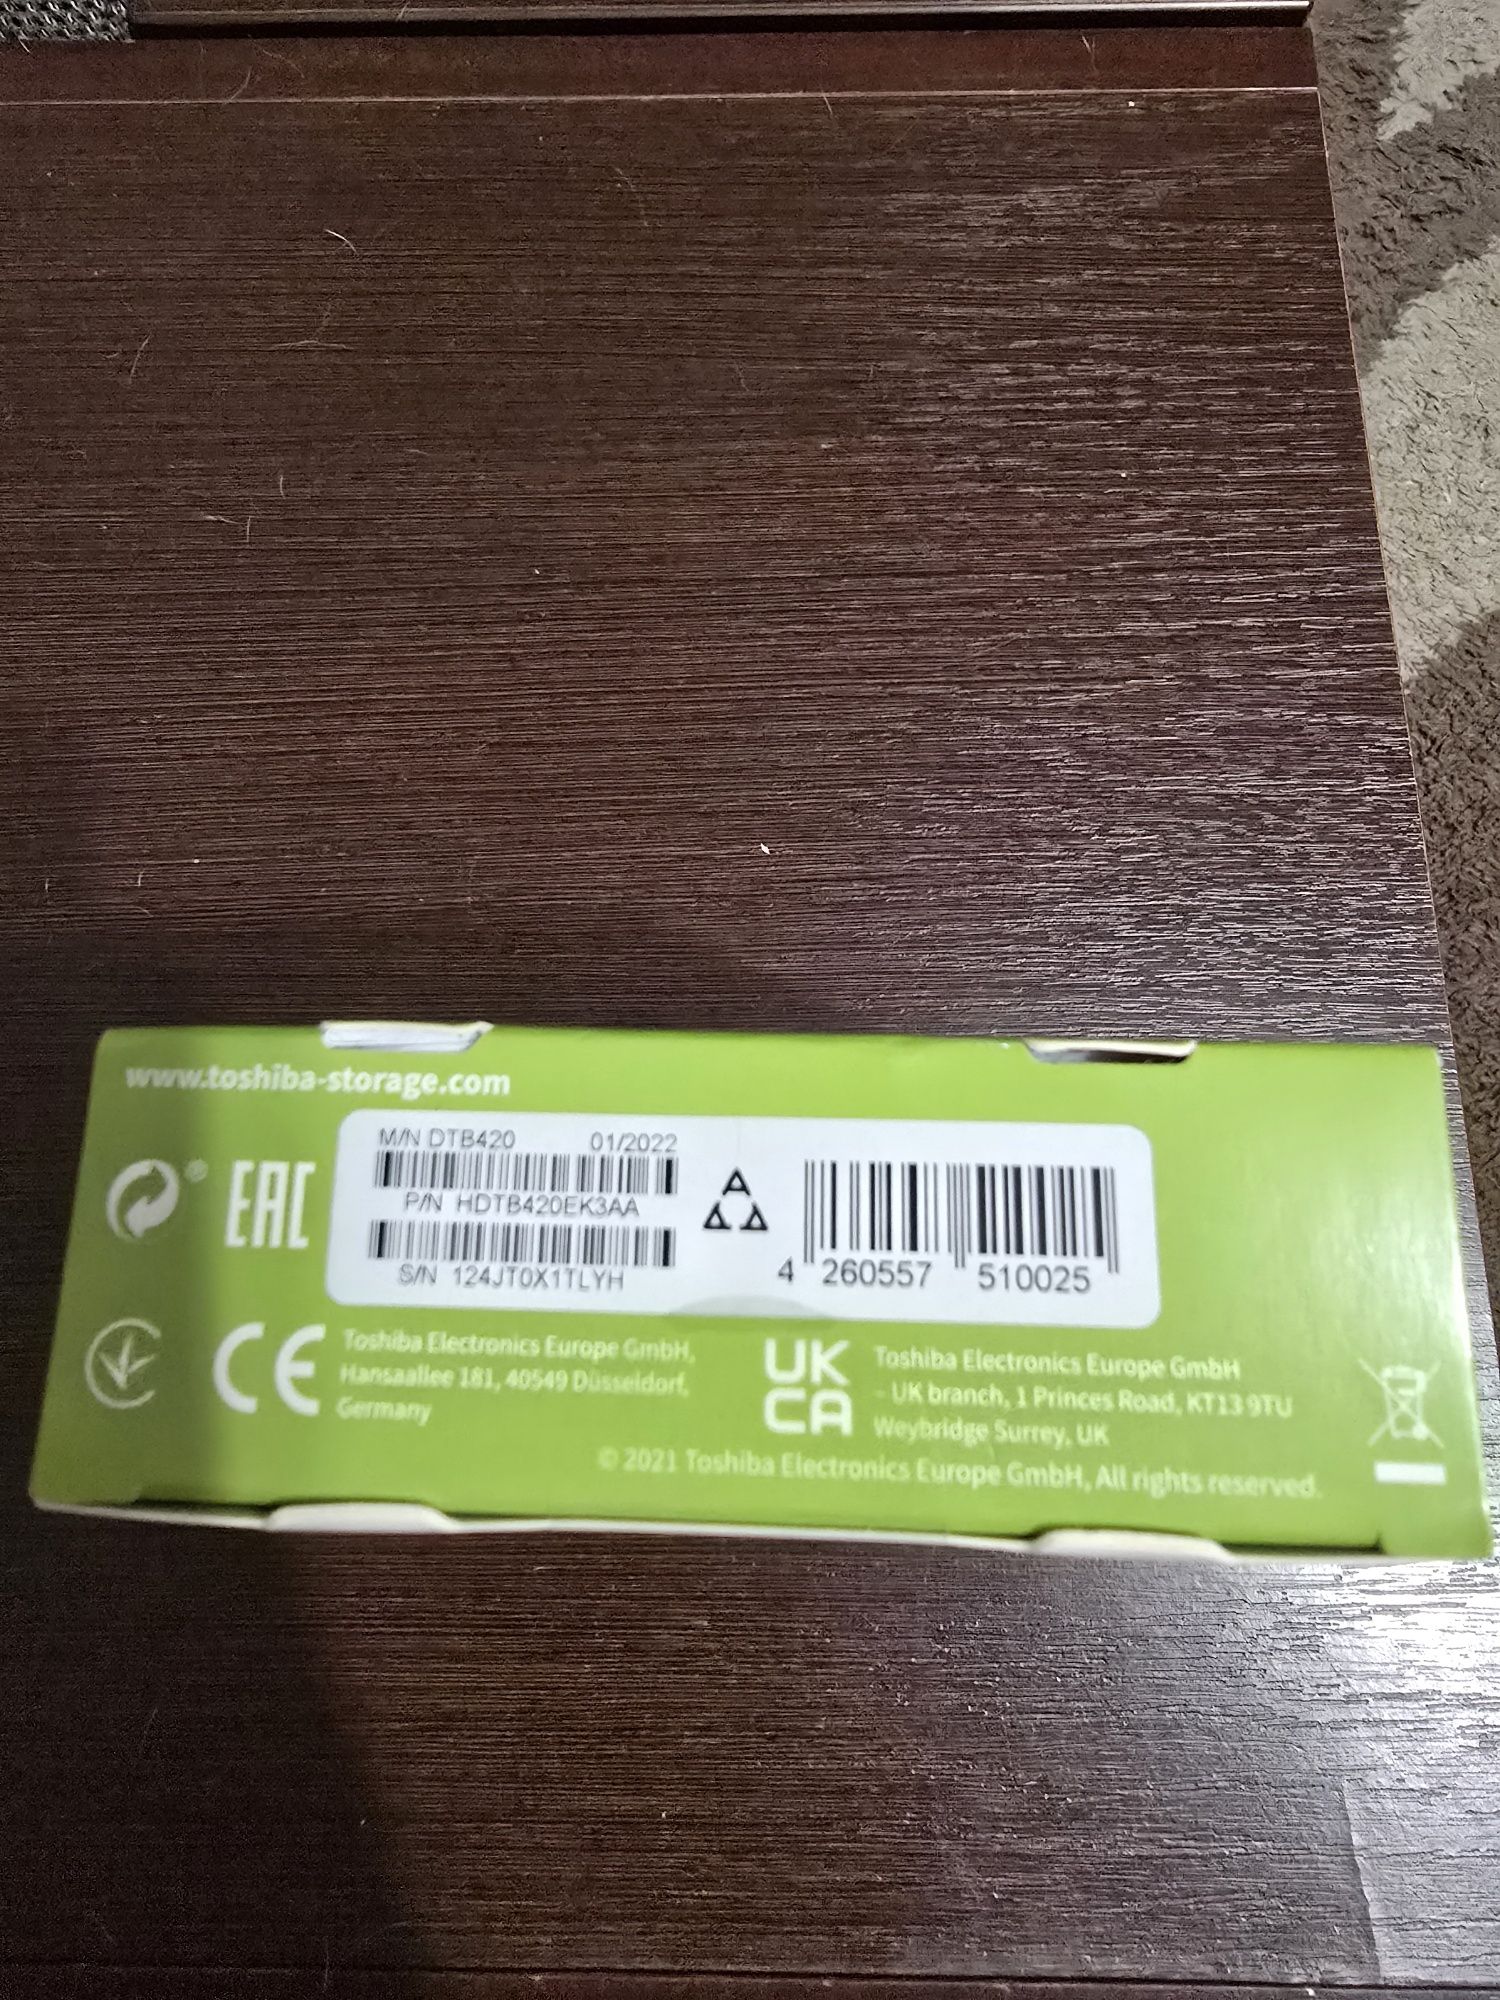 www.toshiba-storage.com
M/N DTB420 01/2022
P/N HDTB420EK3AA
S/N 124JT0X1TLYH
A
4 260557 510025
EAC
CE
Toshiba Electronics Europe GmbH,
Hansaallee 181, 40549 Düsseldorf,
Germany
UK
CA
Toshiba Electronics Europe GmbH
- UK branch, 1 Princes Road, KT13 9TU
Weybridge Surrey, UK
© 2021 Toshiba Electronics Europe GmbH, All rights reserved.